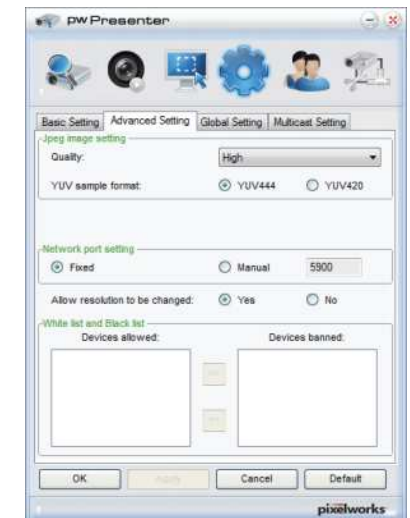 pwPresenter
Basic Setting Advanced Setting Global Setting Multicast Setting
Jpeg image setting
Quality: High
YUV sample format: YUV444 YUV420
Network port setting
Fixed Manual 5900
Allow resolution to be changed: Yes No
White list and Black list
Devices allowed: Devices banned:
OK Apply Cancel Default
pixelworks